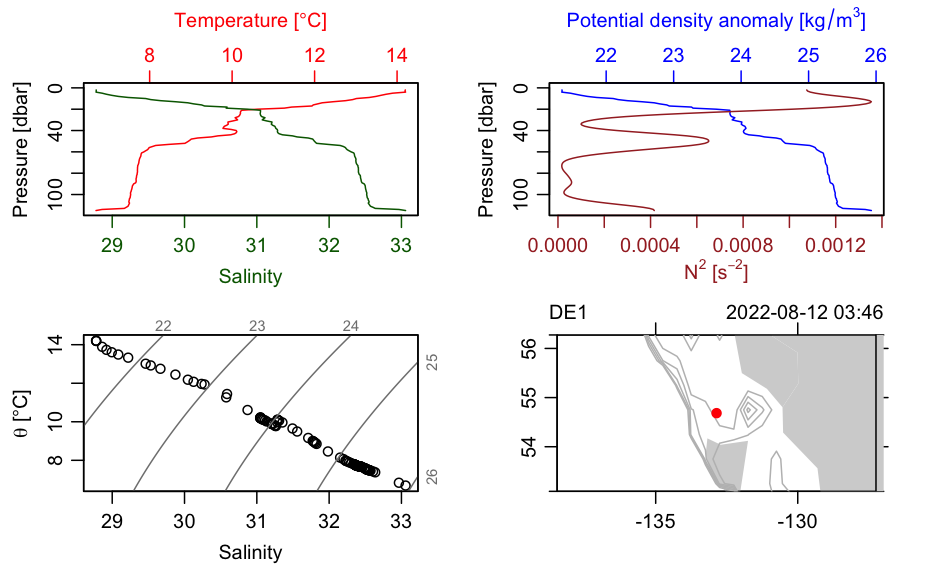 Temperature [°C]
8 10 12 14
Pressure [dbar]
0 40 100
29 30 31 32 33
Salinity
Potential density anomaly [kg/m³]
22 23 24 25 26
Pressure [dbar]
0 40 100
0.0000 0.0004 0.0008 0.0012
N² [s⁻²]
22 23 24
25
26
θ [°C]
14
10
8
29 30 31 32 33
Salinity
DE1 2022-08-12 03:46
56
55
54
-135 -130